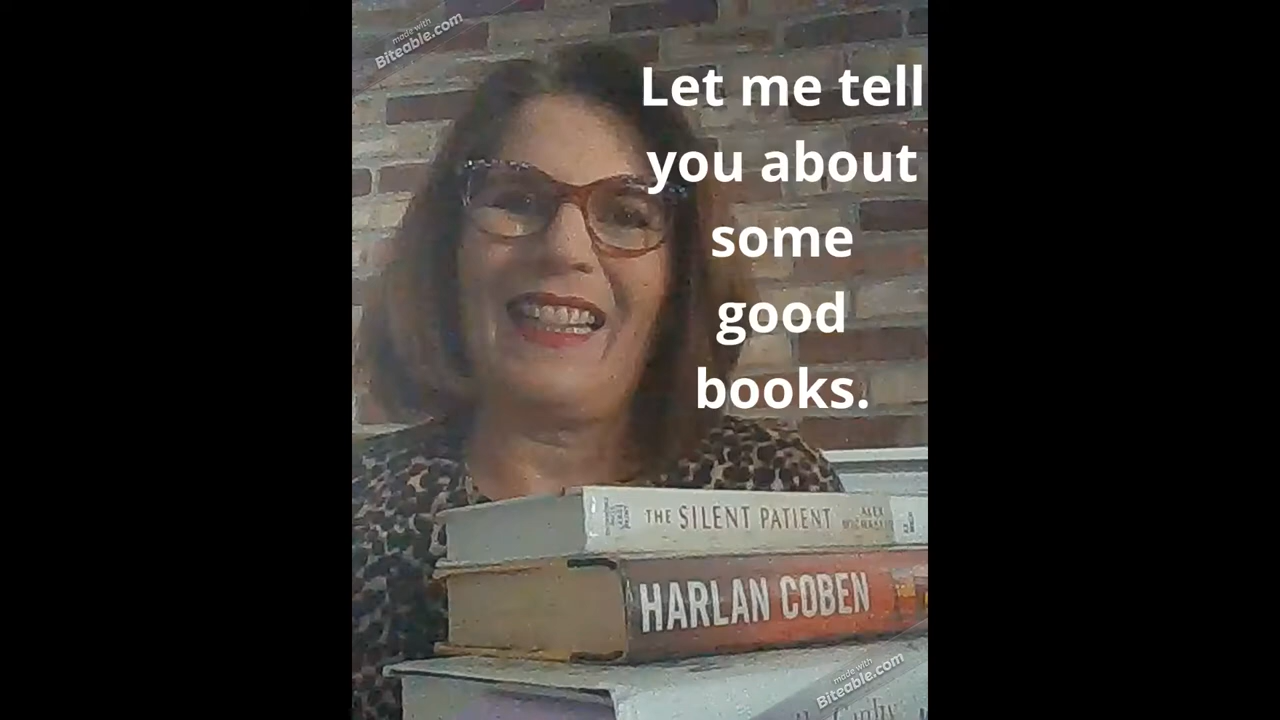 made with
Biteable.com
Let me tell
you about
some
good
books.
THE SILENT PATIENT
ALEX
HARLAN COBEN
made with
Biteable.com